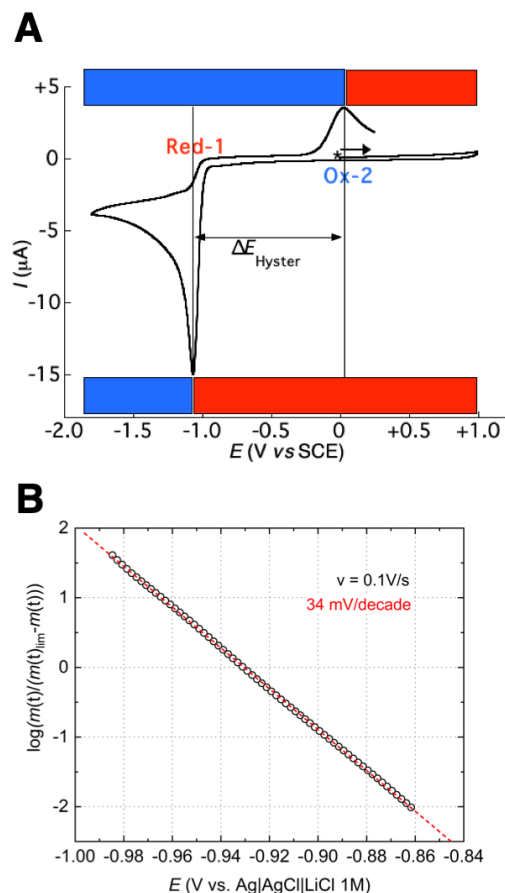 A
+5
0
-5
-10
-15
I (μA)
Red-1
*
Ox-2
ΔE Hyster
-2.0 -1.5 -1.0 -0.5 0 +0.5 +1.0
E (V vs SCE)
B
2
1
0
-1
-2
log(m(t)/(m(t)lim-m(t)))
v = 0.1V/s
34 mV/decade
-1.00 -0.98 -0.96 -0.94 -0.92 -0.90 -0.88 -0.86 -0.84
E (V vs. Ag|AgCl|LiCl 1M)